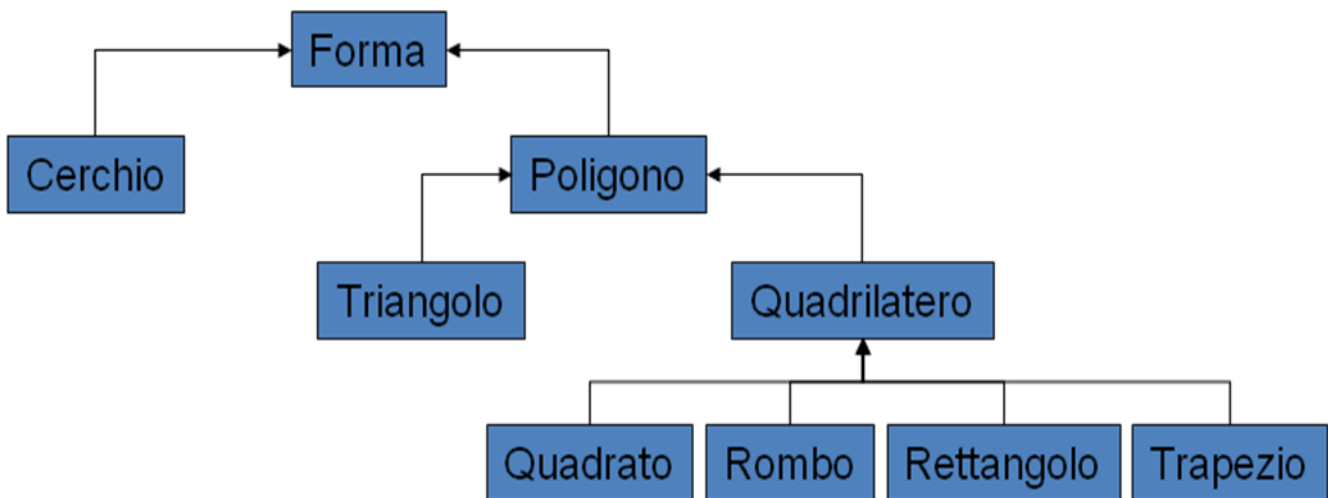 Forma
Cerchio
Poligono
Triangolo
Quadrilatero
Quadrato
Rombo
Rettangolo
Trapezio